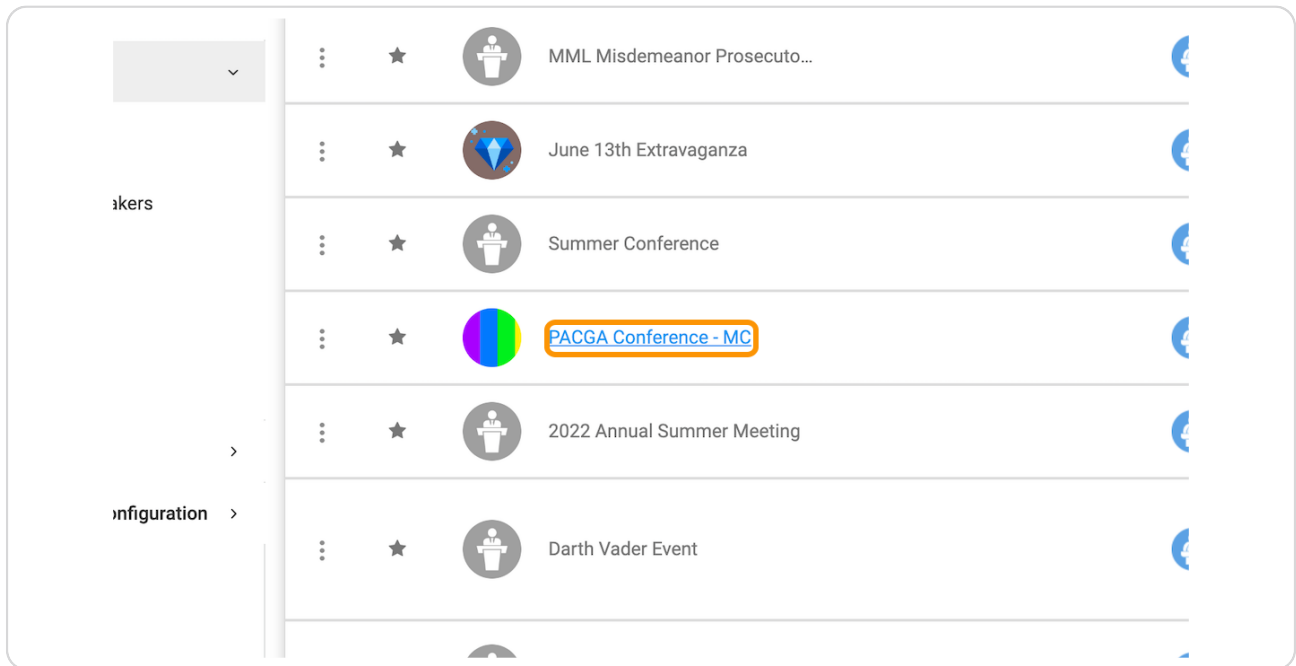 MML Misdemeanor Prosecuto...
June 13th Extravaganza
akers
Summer Conference
PACGA Conference - MC
2022 Annual Summer Meeting
onfiguration
Darth Vader Event